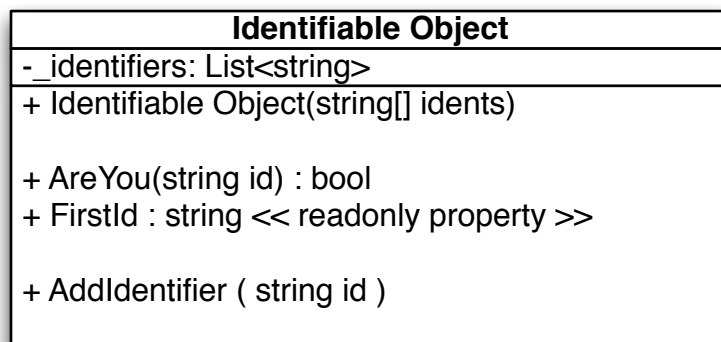 Identifiable Object
-_identifiers: List<string>
+ Identifiable Object(string[] idents)
+ AreYou(string id) : bool
+ FirstId : string << readonly property >>
+ AddIdentifier ( string id )